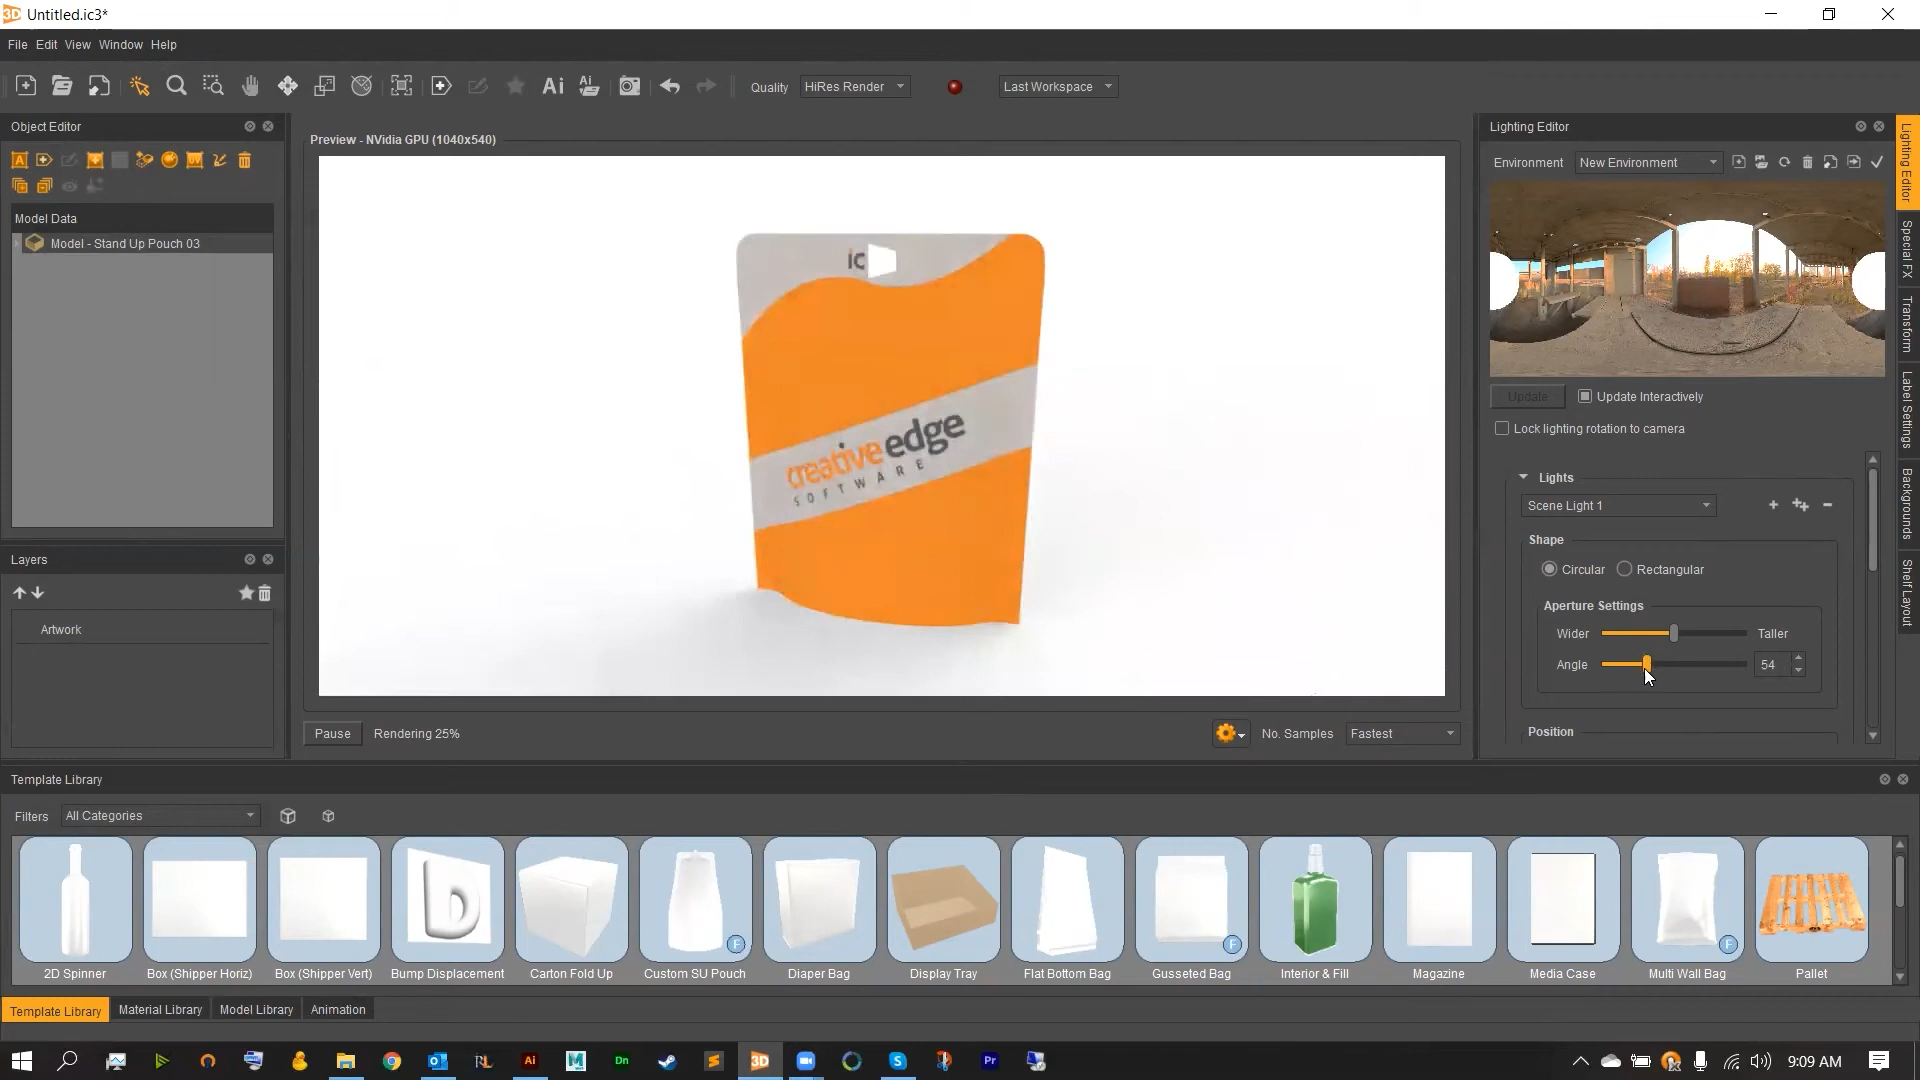 Untitled.ic3*
File Edit View Window Help
Ai Ai Quality HiRes Render Last Workspace
Object Editor
Model Data
Model - Stand Up Pouch 03
Layers
Artwork
Preview - NVidia GPU (1040x540)
ic
creative edge
SOFTWARE
Pause Rendering 25% No. Samples Fastest
Lighting Editor
Environment New Environment
Update Update Interactively
Lock lighting rotation to camera
Lights
Scene Light 1
Shape
Circular Rectangular
Aperture Settings
Wider Taller
Angle 54
Position
Lighting Editor
Special FX
Transform
Label Settings
Backgrounds
Shelf Layout
Template Library
Filters All Categories
2D Spinner Box (Shipper Horiz) Box (Shipper Vert) Bump Displacement Carton Fold Up Custom SU Pouch Diaper Bag Display Tray Flat Bottom Bag Gusseted Bag Interior & Fill Magazine Media Case Multi Wall Bag Pallet
Template Library Material Library Model Library Animation
9:09 AM